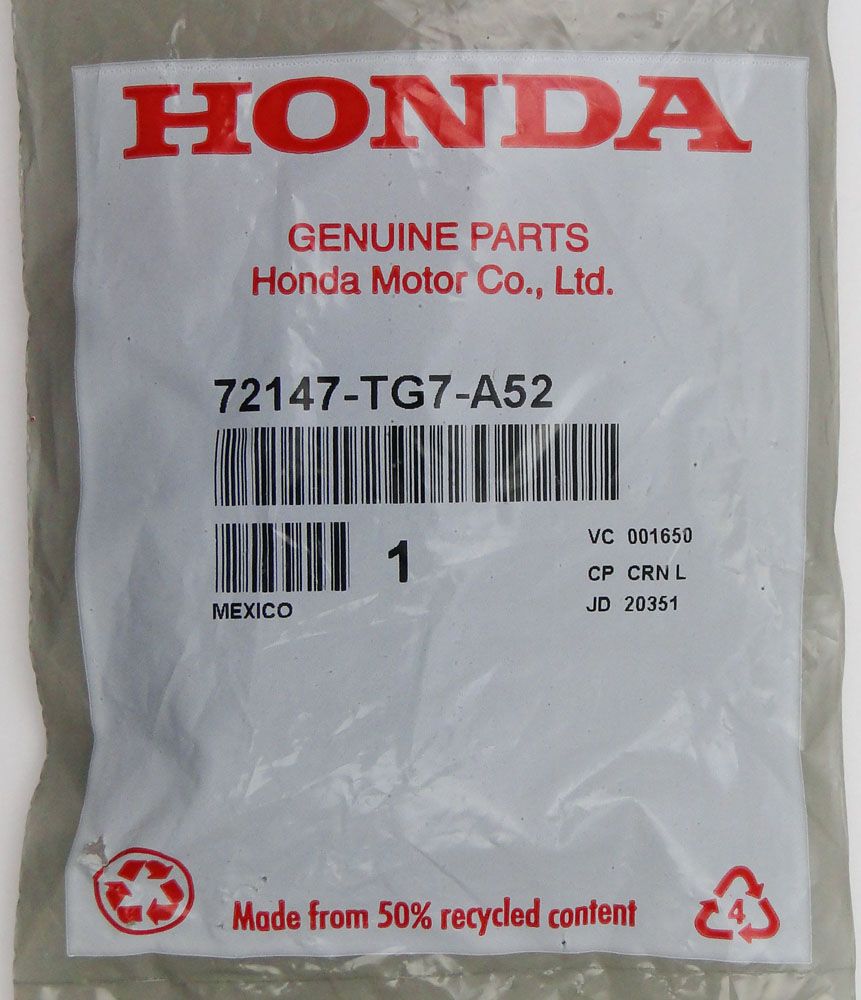 HONDA
GENUINE PARTS
Honda Motor Co., Ltd.
72147-TG7-A52
1
VC 001650
CP CRN L
MEXICO
JD 20351
Made from 50% recycled content
4